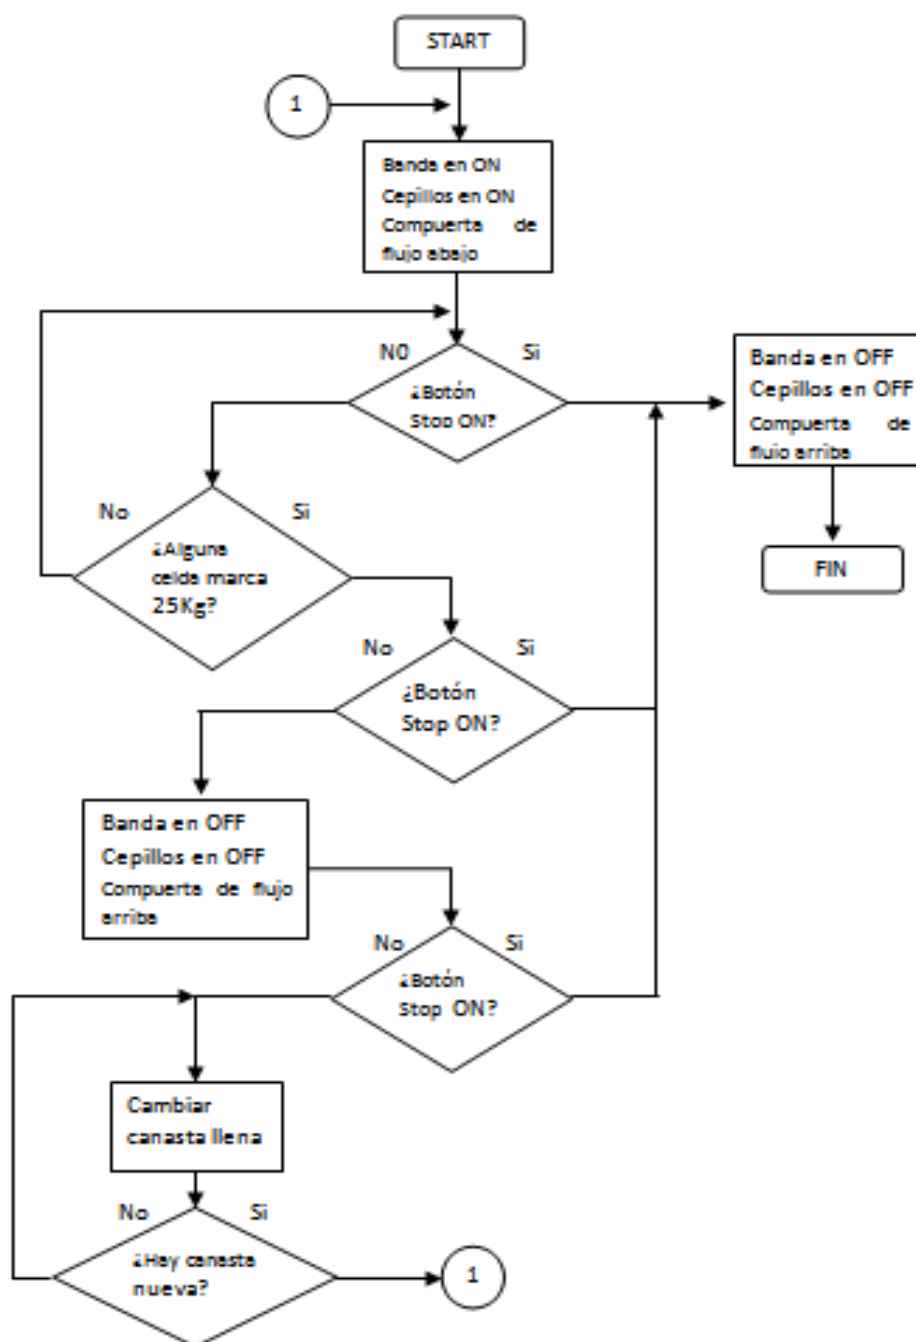 START
1
Banda en ON
Cepillos en ON
Compuerta de
flujo abajo
N0
Si
¿Botón
Stop ON?
Banda en OFF
Cepillos en OFF
Compuerta de
flujo arriba
No
Si
¿Alguna
celda marca
25Kg?
FIN
No
Si
¿Botón
Stop ON?
Banda en OFF
Cepillos en OFF
Compuerta de flujo
arriba
No
Si
¿Botón
Stop ON?
Cambiar
canasta llena
No
Si
¿Hay canasta
nueva?
1